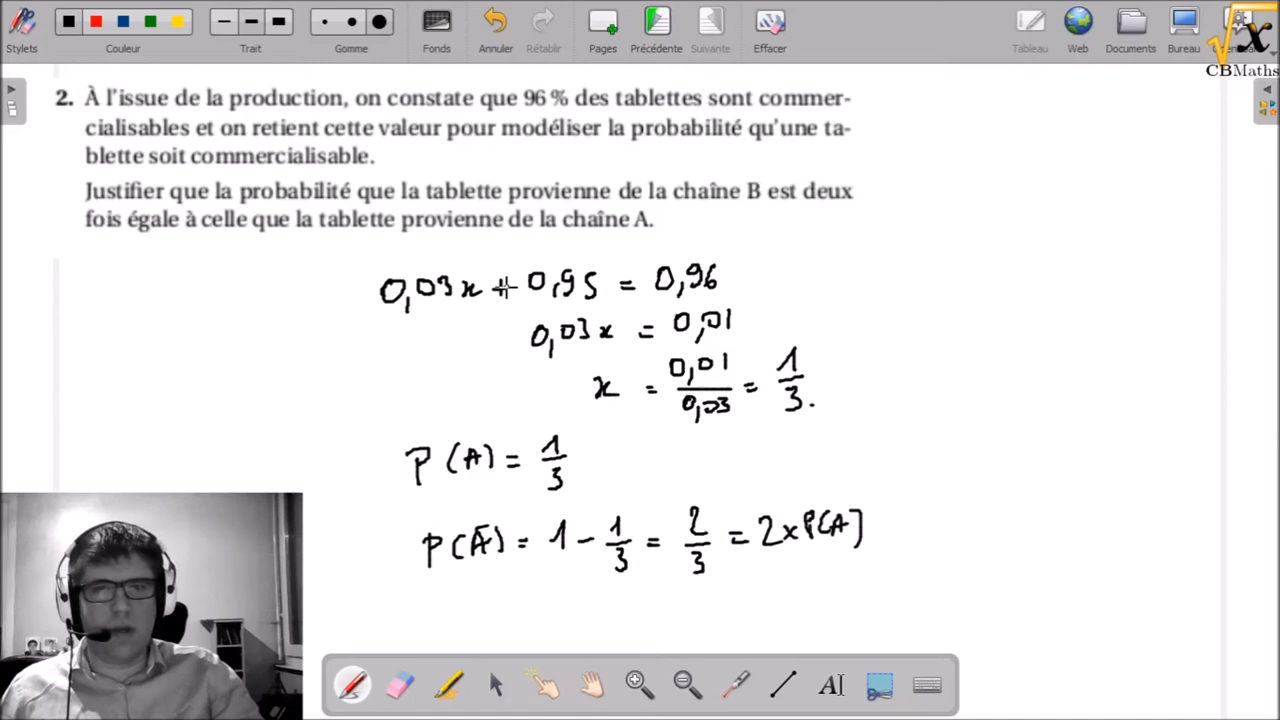 Stylets
Couleur
Trait
Gomme
Fonds
Annuler
Rétablir
Pages
Précédente
Suivante
Effacer
Tableau
Web
Documents
Bureau
√x
CBMaths
2. À l'issue de la production, on constate que 96 % des tablettes sont commer-
cialisables et on retient cette valeur pour modéliser la probabilité qu'une ta-
blette soit commercialisable.
Justifier que la probabilité que la tablette provienne de la chaîne B est deux
fois égale à celle que la tablette provienne de la chaîne A.
0,03x + 0,95 = 0,96
0,03x = 0,01
x = 0,01/0,03 = 1/3.
P(A) = 1/3
P(Ā) = 1 - 1/3 = 2/3 = 2xP(A)
AI